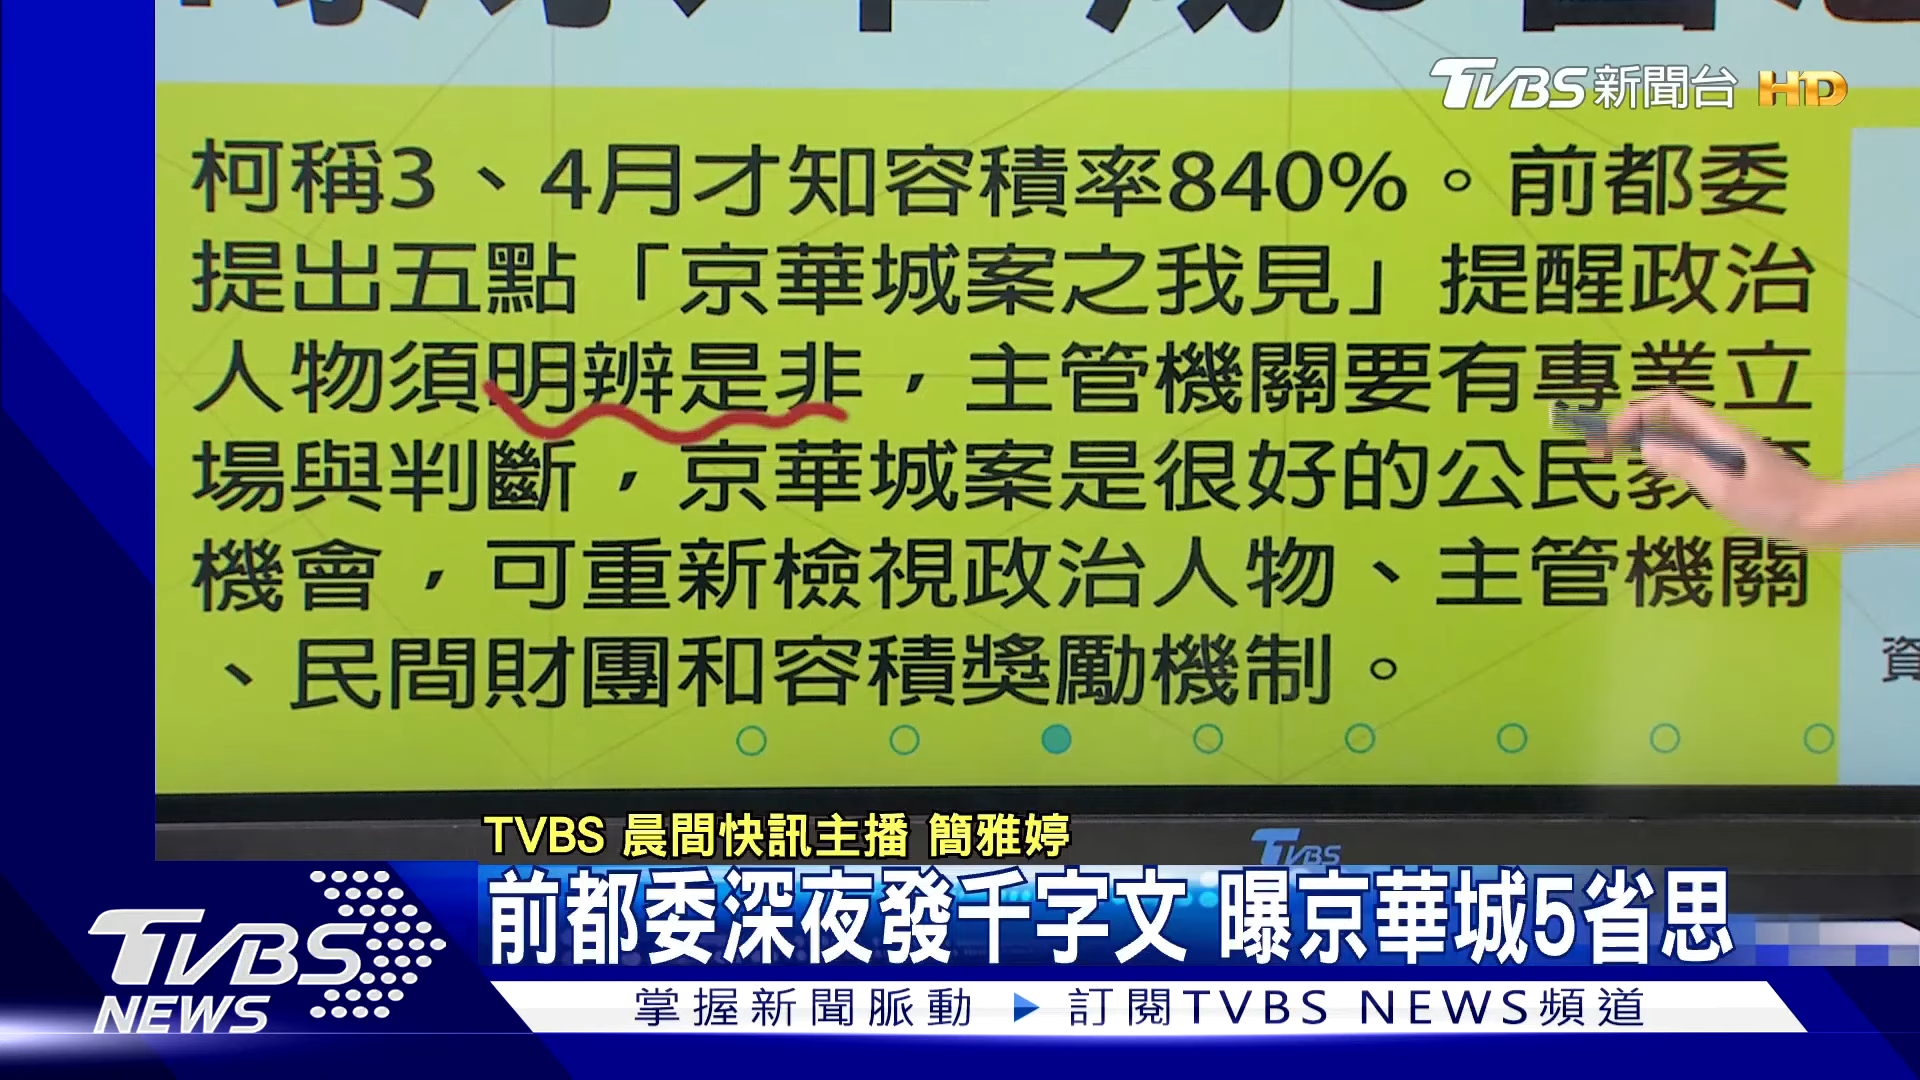 TVBS新聞台 HD
柯稱3、4月才知容積率840%。前都委
提出五點「京華城案之我見」提醒政治
人物須明辨是非，主管機關要有專業立
場與判斷，京華城案是很好的公民教
機會，可重新檢視政治人物、主管機關
、民間財團和容積獎勵機制。
資
TVBS
TVBS 晨間快訊主播 簡雅婷
前都委深夜發千字文 曝京華城5省思
TVBS
NEWS
掌握新聞脈動 ▶ 訂閱TVBS NEWS頻道